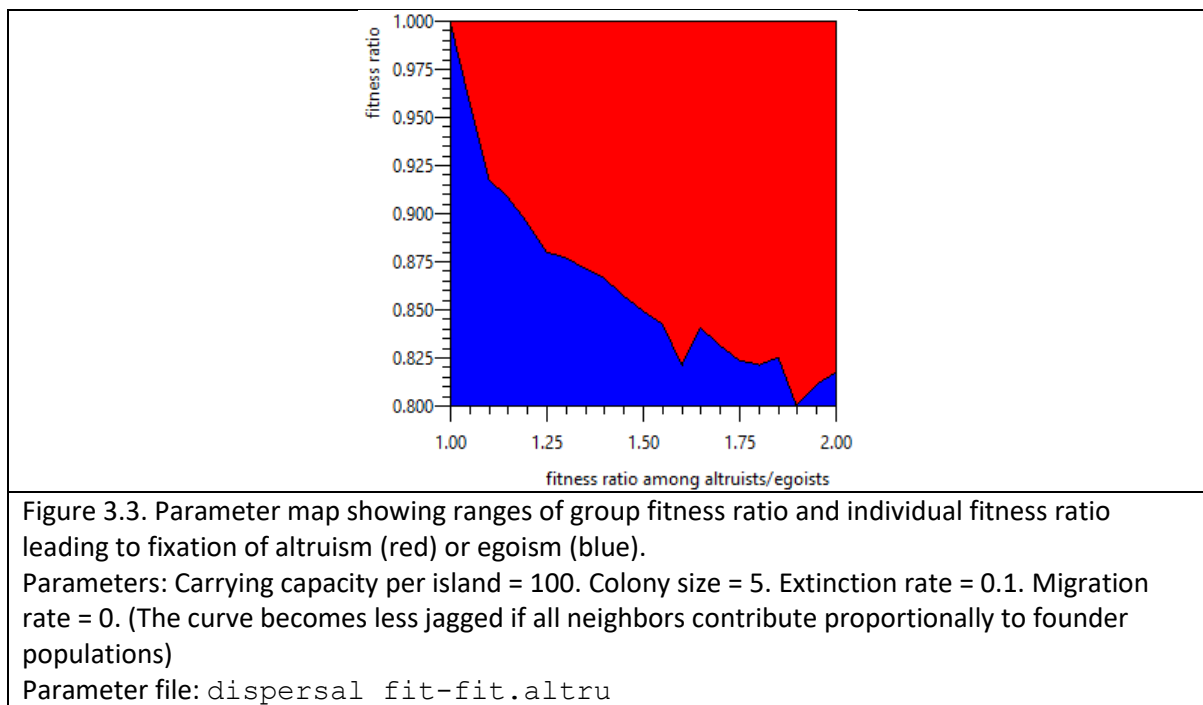 1.000
0.975
0.950
0.925
0.900
0.875
0.850
0.825
0.800
fitness ratio
1.00 1.25 1.50 1.75 2.00
fitness ratio among altruists/egoists
Figure 3.3. Parameter map showing ranges of group fitness ratio and individual fitness ratio
leading to fixation of altruism (red) or egoism (blue).
Parameters: Carrying capacity per island = 100. Colony size = 5. Extinction rate = 0.1. Migration
rate = 0. (The curve becomes less jagged if all neighbors contribute proportionally to founder
populations)
Parameter file: dispersal fit-fit.altru